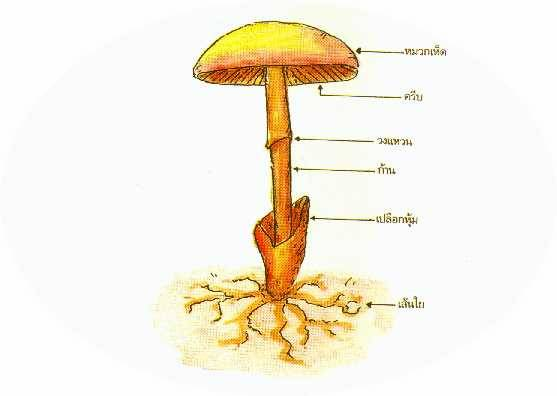 หมวกเห็ด
ครีบ
วงแหวน
ก้าน
เปลือกหุ้ม
เส้นใย